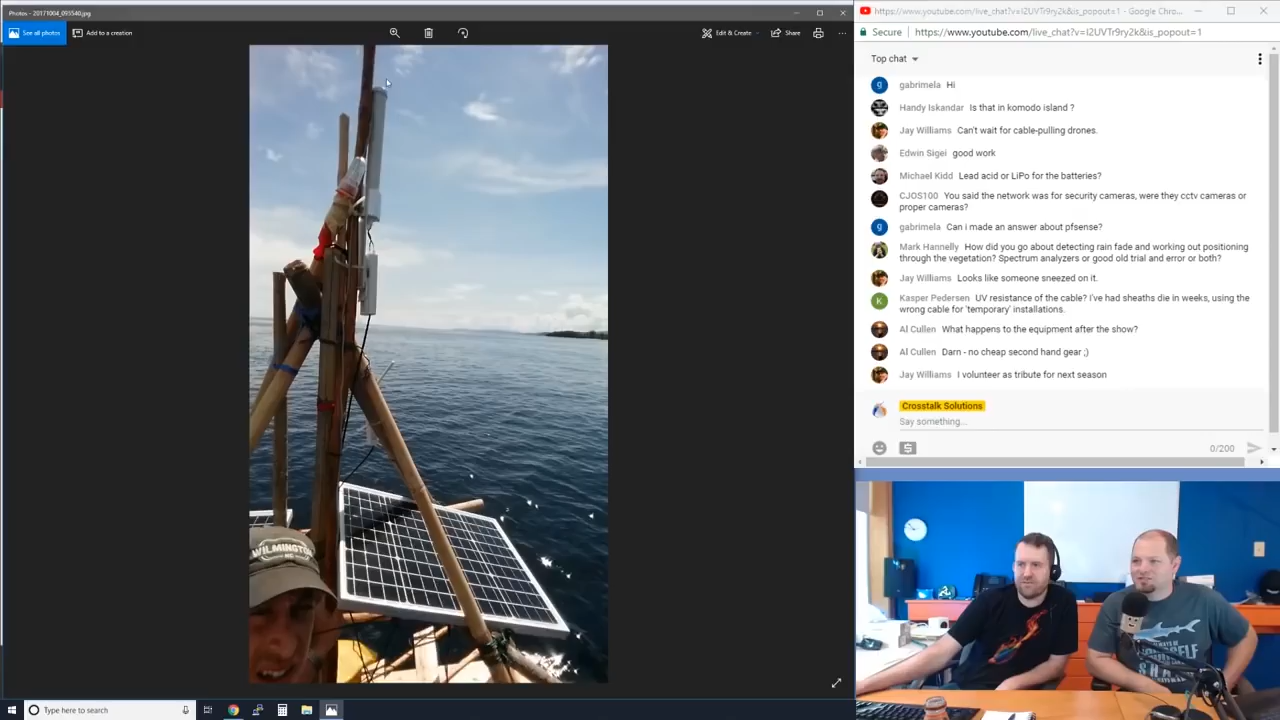 Photos - 20171004_095540.jpg
See all photos
Add to a creation
Edit & Create
Share
https://www.youtube.com/live_chat?v=I2UVTr9ry2k&is_popout=1 - Google Chro...
Secure
https://www.youtube.com/live_chat?v=I2UVTr9ry2k&is_popout=1
Top chat
g gabrimela Hi
Handy Iskandar Is that in komodo island ?
Jay Williams Can't wait for cable-pulling drones.
Edwin Sigei good work
Michael Kidd Lead acid or LiPo for the batteries?
CJOS100 You said the network was for security cameras, were they cctv cameras or
proper cameras?
g gabrimela Can i made an answer about pfsense?
Mark Hannelly How did you go about detecting rain fade and working out positioning
through the vegetation? Spectrum analyzers or good old trial and error or both?
Jay Williams Looks like someone sneezed on it.
K Kasper Pedersen UV resistance of the cable? I've had sheaths die in weeks, using the
wrong cable for 'temporary' installations.
Al Cullen What happens to the equipment after the show?
Al Cullen Darn - no cheap second hand gear ;)
Jay Williams I volunteer as tribute for next season
Crosstalk Solutions
Say something...
0/200
WILMINGTON
Type here to search